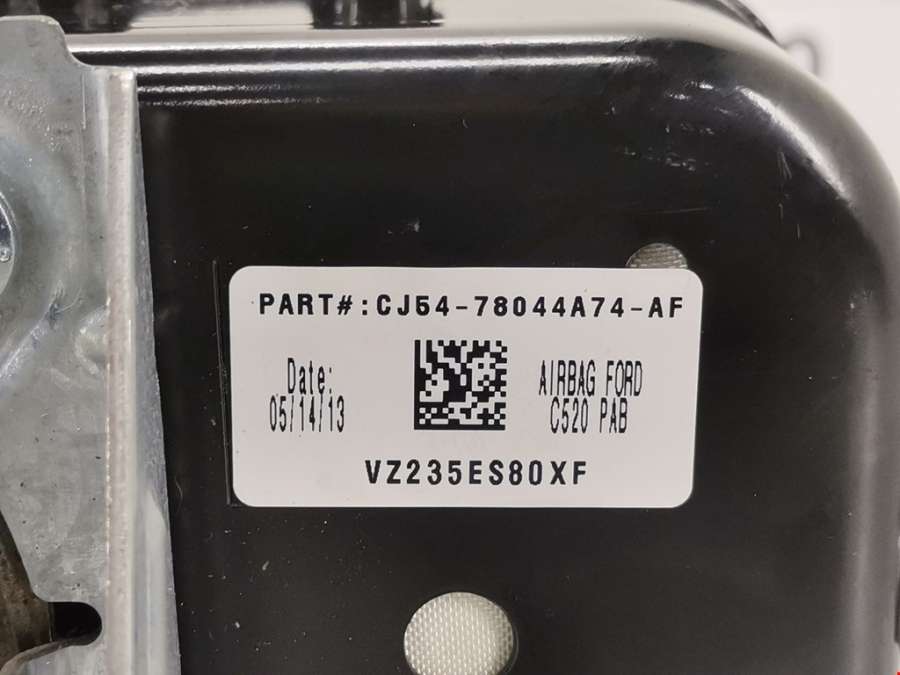 PART#:CJ54-78044A74-AF
Date:
05/14/13
AIRBAG FORD
C520 PAB
VZ235ES80XF